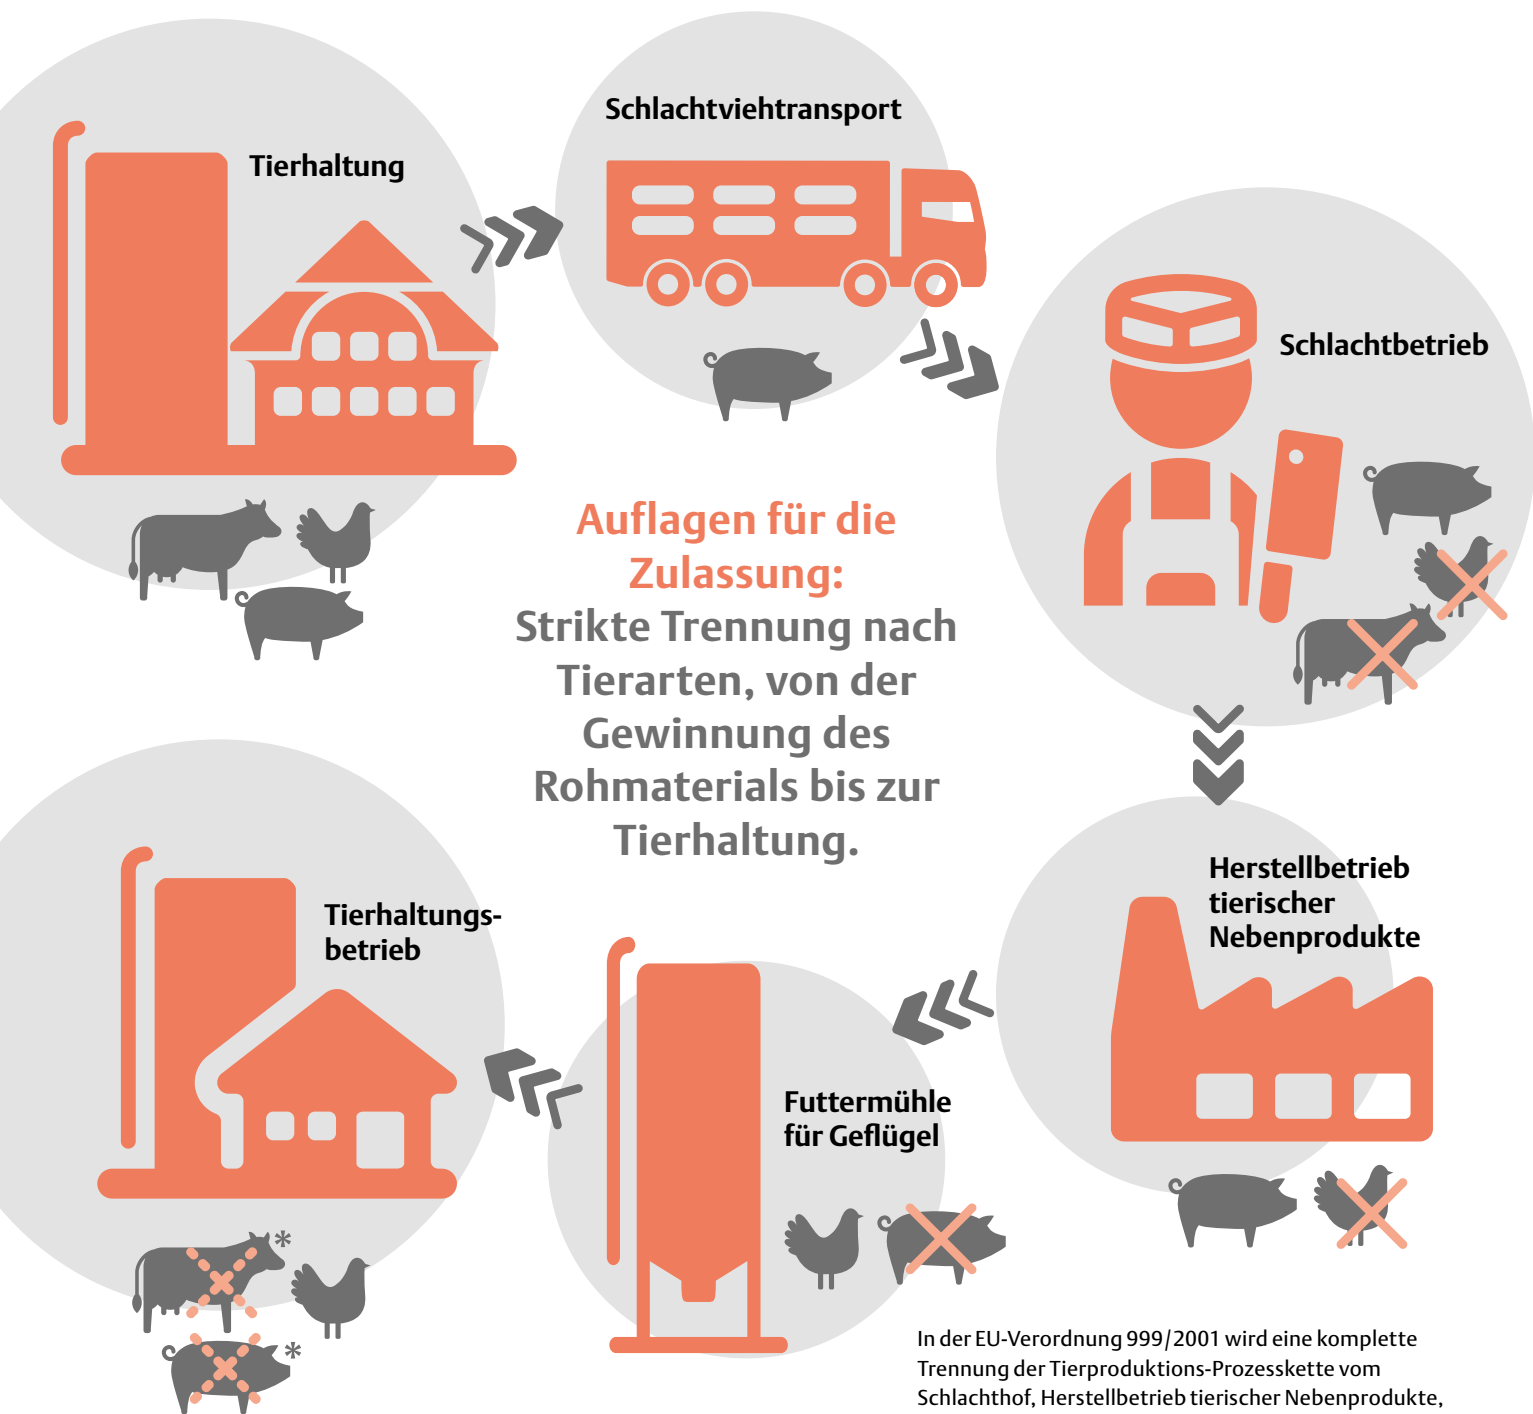 Schlachtviehtransport
Tierhaltung
Schlachtbetrieb
Auflagen für die
Zulassung:
Strikte Trennung nach
Tierarten, von der
Gewinnung des
Rohmaterials bis zur
Tierhaltung.
Herstellbetrieb
tierischer
Nebenprodukte
Tierhaltungs-
betrieb
Futtermühle
für Geflügel
*
*
In der EU-Verordnung 999/2001 wird eine komplette
Trennung der Tierproduktions-Prozesskette vom
Schlachthof, Herstellbetrieb tierischer Nebenprodukte,